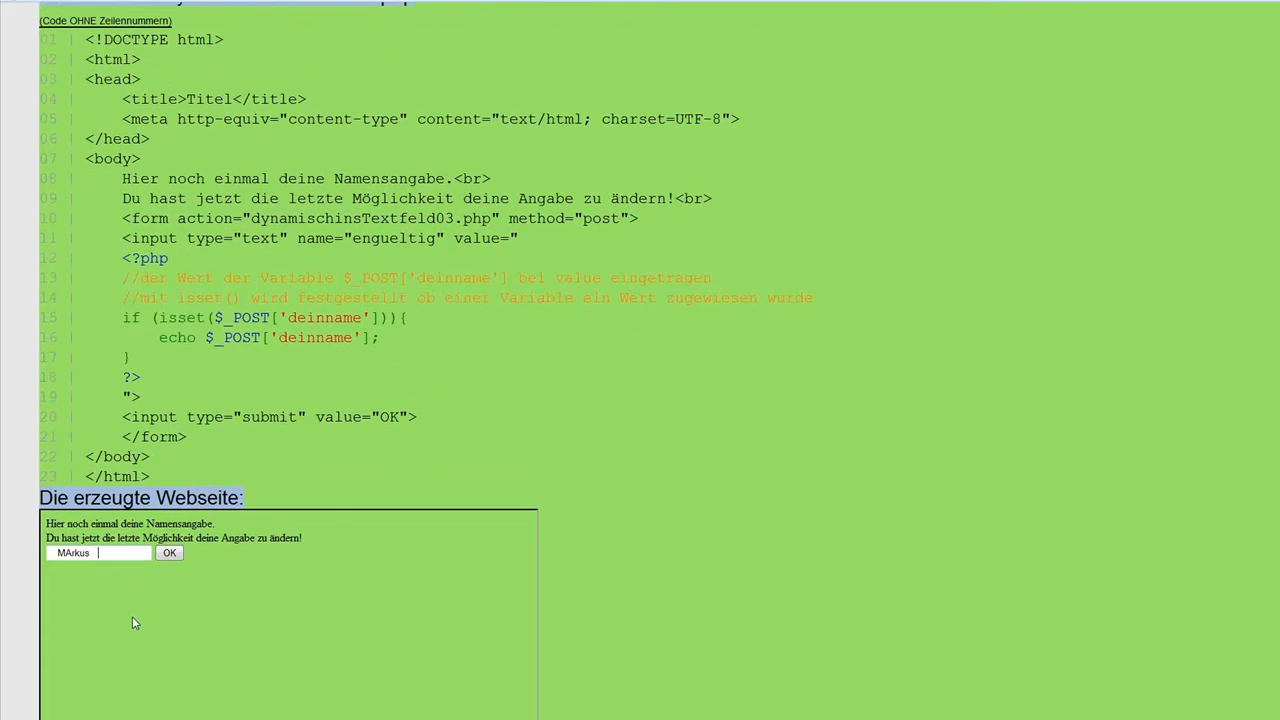 (Code OHNE Zeilennummern)
01 | <!DOCTYPE html>
02 | <html>
03 | <head>
04 |     <title>Titel</title>
05 |     <meta http-equiv="content-type" content="text/html; charset=UTF-8">
06 | </head>
07 | <body>
08 |     Hier noch einmal deine Namensangabe.<br>
09 |     Du hast jetzt die letzte Möglichkeit deine Angabe zu ändern!<br>
10 |     <form action="dynamischinsTextfeld03.php" method="post">
11 |     <input type="text" name="engueltig" value="
12 |     <?php
13 |     //der Wert der Variable $_POST['deinname'] bei value eingetragen
14 |     //mit isset() wird festgestellt ob einer Variable ein Wert zugewiesen wurde
15 |     if (isset($_POST['deinname'])){
16 |         echo $_POST['deinname'];
17 |     }
18 |     ?>
19 |     ">
20 |     <input type="submit" value="OK">
21 |     </form>
22 | </body>
23 | </html>
Die erzeugte Webseite:
Hier noch einmal deine Namensangabe.
Du hast jetzt die letzte Möglichkeit deine Angabe zu ändern!
MArkus OK